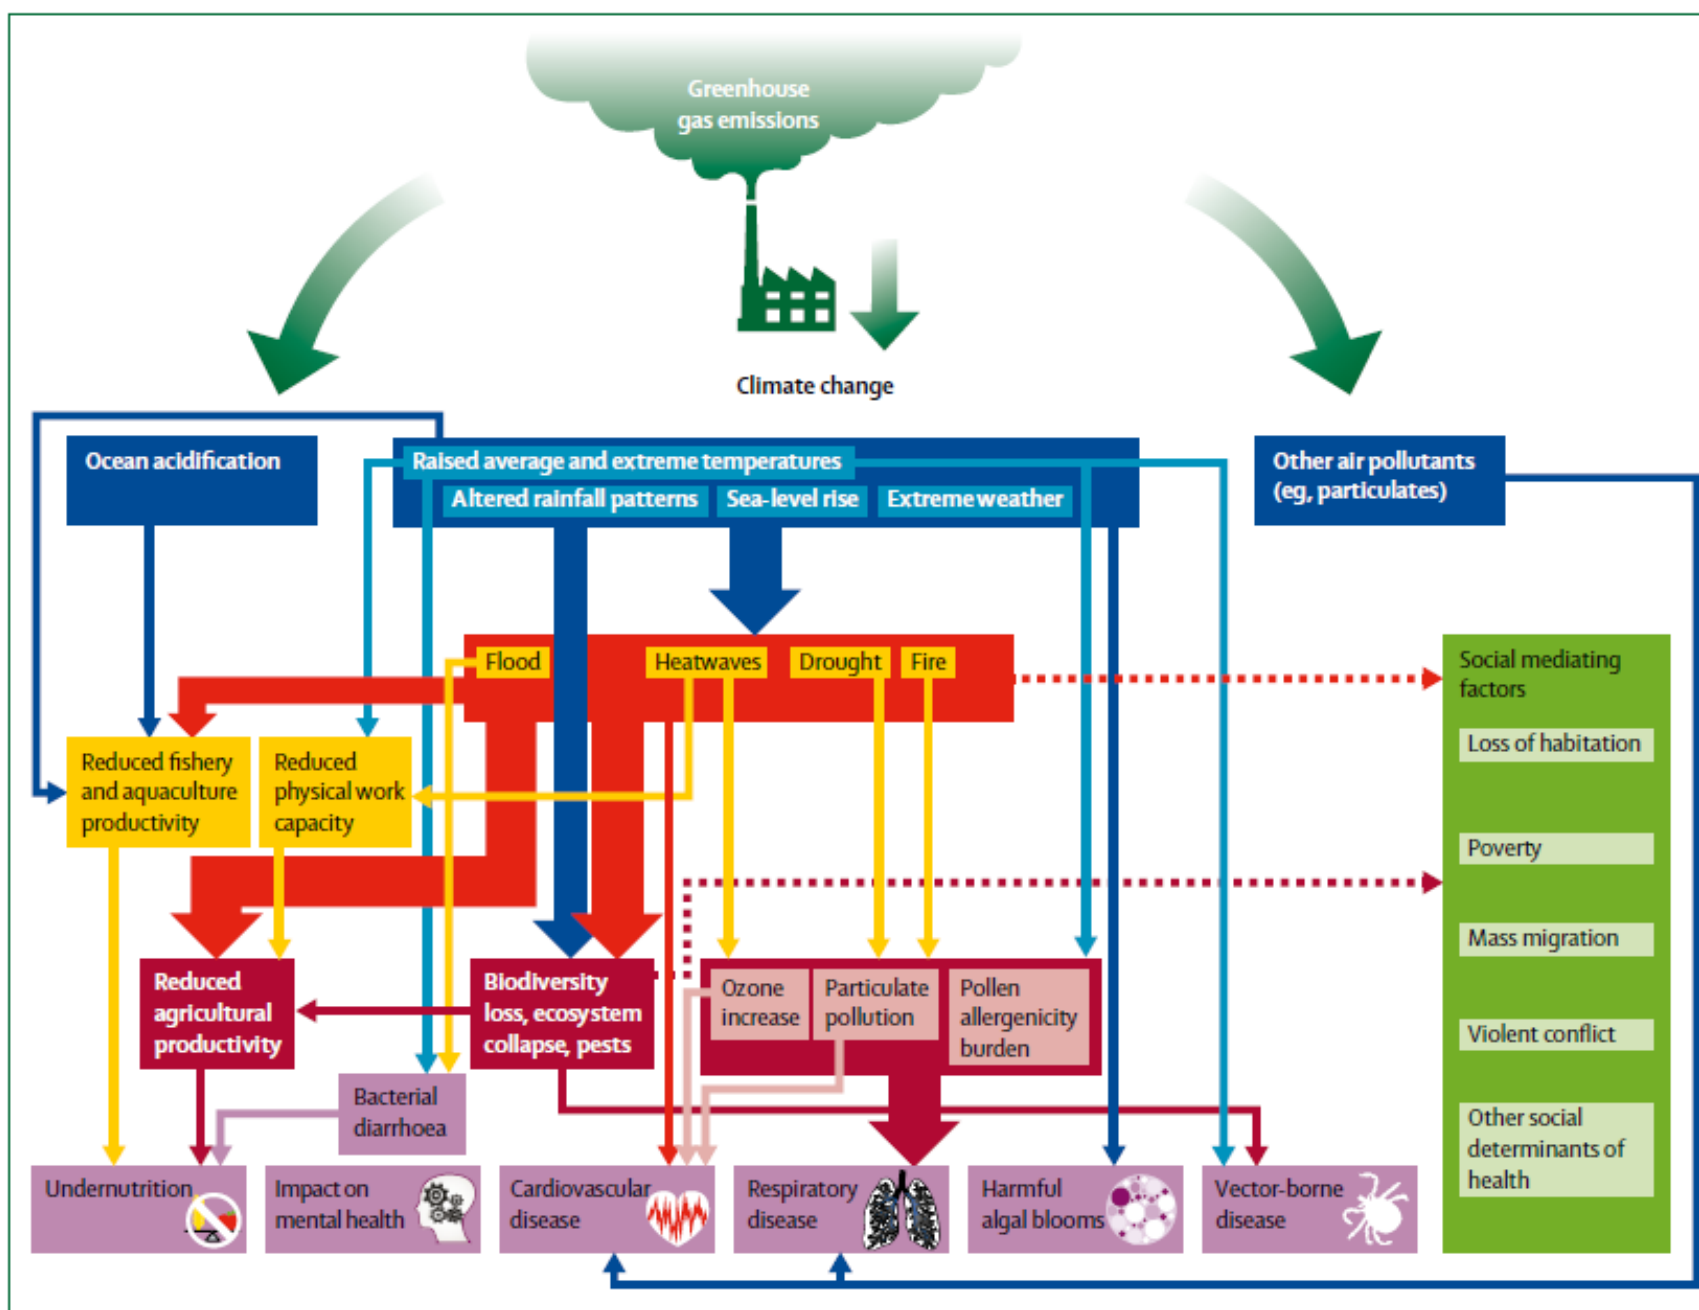 Greenhouse
gas emissions
Climate change
Ocean acidification
Raised average and extreme temperatures
Altered rainfall patterns
Sea-level rise
Extreme weather
Other air pollutants
(eg, particulates)
Flood
Heatwaves
Drought
Fire
Social mediating
factors
Loss of habitation
Poverty
Mass migration
Violent conflict
Other social
determinants of
health
Reduced fishery
and aquaculture
productivity
Reduced
physical work
capacity
Reduced
agricultural
productivity
Biodiversity
loss, ecosystem
collapse, pests
Ozone
increase
Particulate
pollution
Pollen
allergenicity
burden
Bacterial
diarrhoea
Undernutrition
Impact on
mental health
Cardiovascular
disease
Respiratory
disease
Harmful
algal blooms
Vector-borne
disease